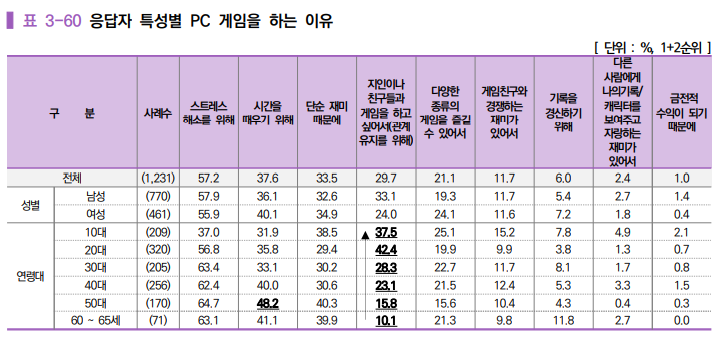 표 3-60 응답자 특성별 PC 게임을 하는 이유
[ 단위 : %, 1+2순위 ]
구 분 사례수 스트레스 해소를 위해 시간을 때우기 위해 단순 재미 때문에 지인이나 친구들과 게임을 하고 싶어서(관계 유지를 위해) 다양한 종류의 게임을 즐길 수 있어서 게임친구와 경쟁하는 재미가 있어서 기록을 경신하기 위해 다른 사람에게 나의기록/ 캐릭터를 보여주고 자랑하는 재미가 있어서 금전적 수익이 되기 때문에
전체 (1,231) 57.2 37.6 33.5 29.7 21.1 11.7 6.0 2.4 1.0
성별 남성 (770) 57.9 36.1 32.6 33.1 19.3 11.7 5.4 2.7 1.4
여성 (461) 55.9 40.1 34.9 24.0 24.1 11.6 7.2 1.8 0.4
연령대 10대 (209) 37.0 31.9 38.5 ▲ 37.5 25.1 15.2 7.8 4.9 2.1
20대 (320) 56.8 35.8 29.4 42.4 19.9 9.9 3.8 1.3 0.7
30대 (205) 63.4 33.1 30.2 28.3 22.7 11.7 8.1 1.7 0.8
40대 (256) 62.4 40.0 30.6 23.1 21.5 12.4 5.3 3.3 1.5
50대 (170) 64.7 48.2 40.3 15.8 15.6 10.4 4.3 0.4 0.3
60 ~ 65세 (71) 63.1 41.1 39.9 10.1 21.3 9.8 11.8 2.7 0.0